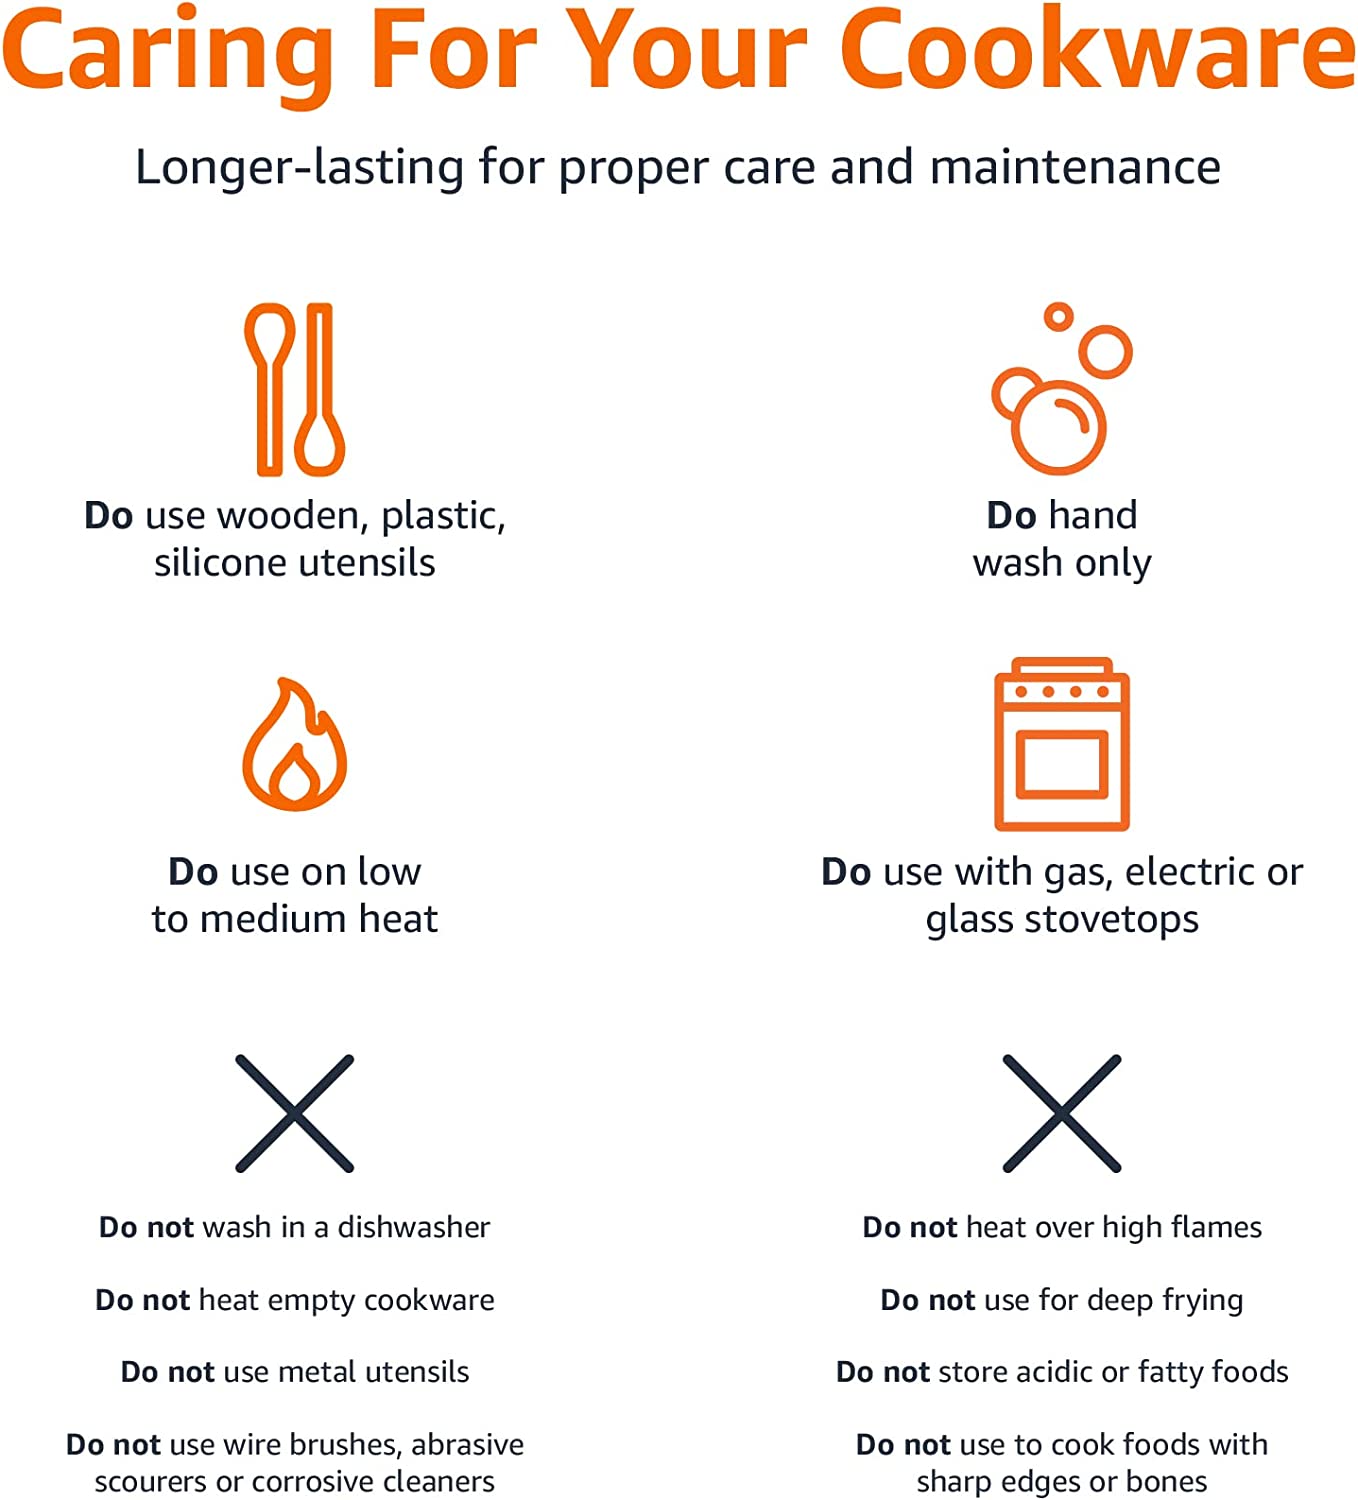 Caring For Your Cookware
Longer-lasting for proper care and maintenance
Do use wooden, plastic,
silicone utensils
Do hand
wash only
Do use on low
to medium heat
Do use with gas, electric or
glass stovetops
Do not wash in a dishwasher
Do not heat empty cookware
Do not use metal utensils
Do not use wire brushes, abrasive
scourers or corrosive cleaners
Do not heat over high flames
Do not use for deep frying
Do not store acidic or fatty foods
Do not use to cook foods with
sharp edges or bones